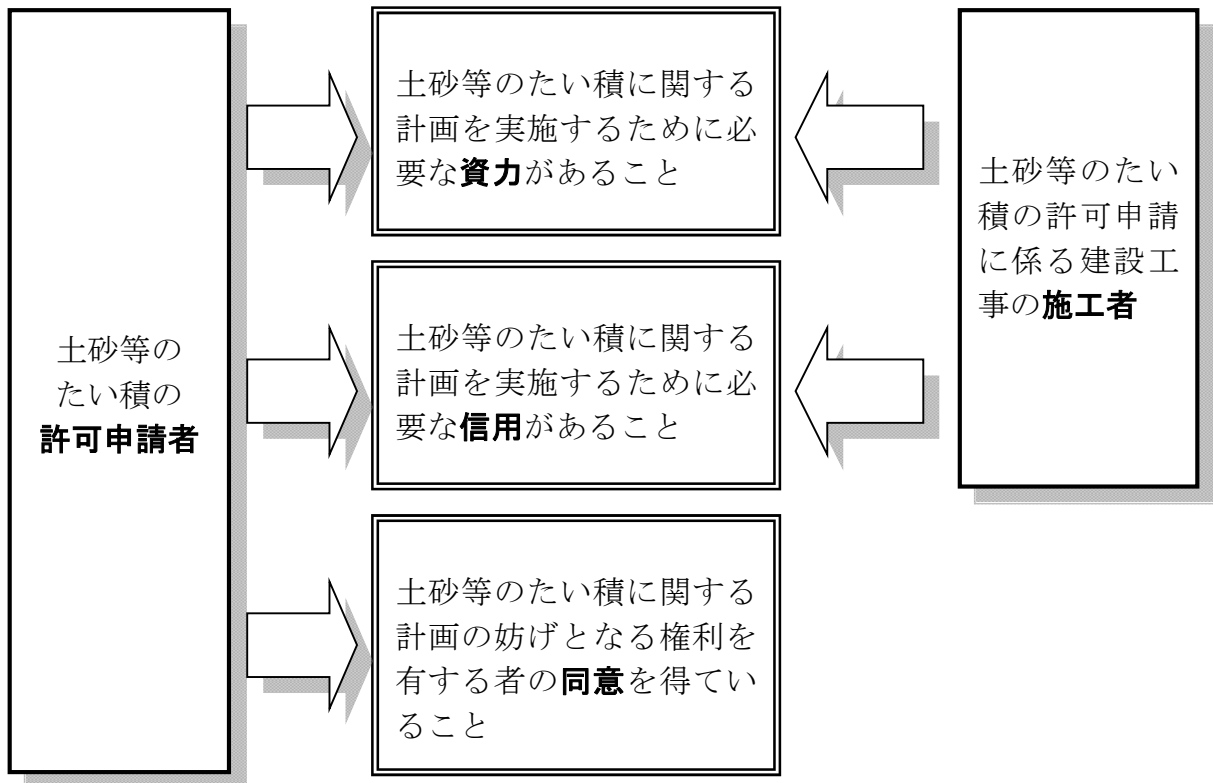 土砂等の
たい積の
許可申請者
土砂等のたい積に関する
計画を実施するために必
要な資力があること
土砂等のたい積に関する
計画を実施するために必
要な信用があること
土砂等のたい積に関する
計画の妨げとなる権利を
有する者の同意を得てい
ること
土砂等のたい
積の許可申請
に係る建設工
事の施工者